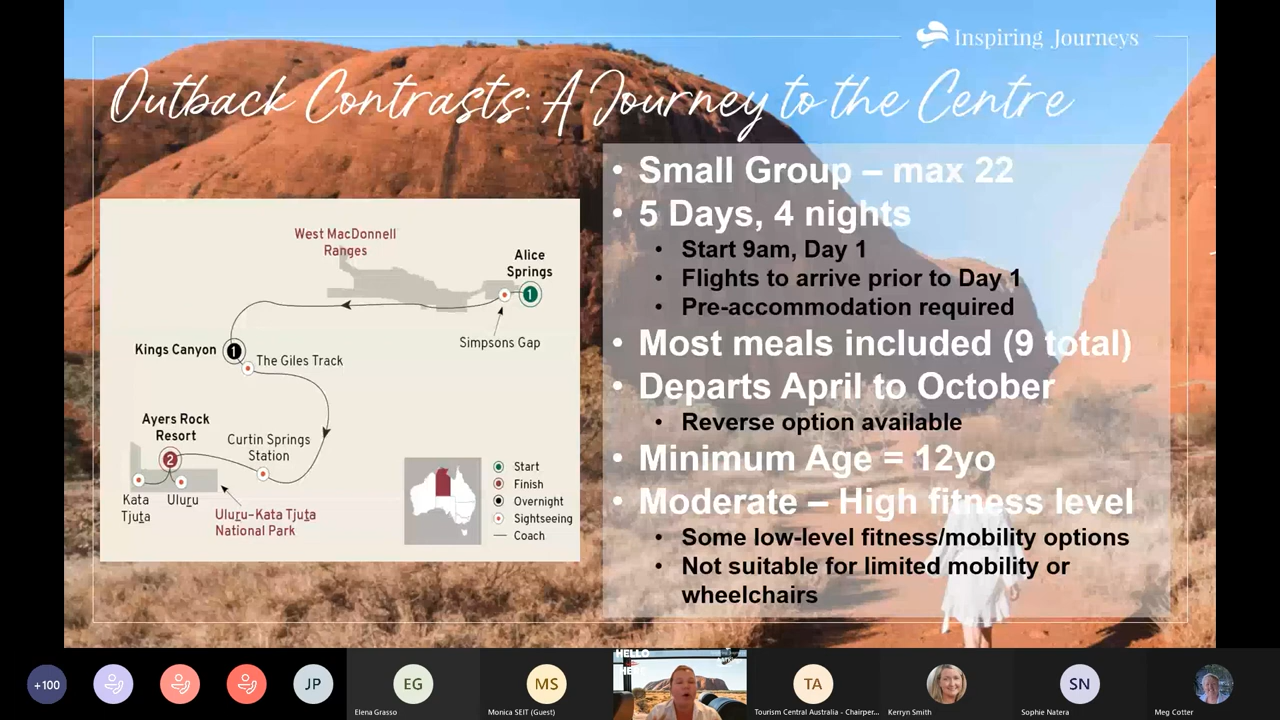 Inspiring Journeys
Outback Contrasts: A Journey to the Centre
• Small Group – max 22
• 5 Days, 4 nights
• Start 9am, Day 1
• Flights to arrive prior to Day 1
• Pre-accommodation required
• Most meals included (9 total)
• Departs April to October
• Reverse option available
• Minimum Age = 12yo
• Moderate – High fitness level
• Some low-level fitness/mobility options
• Not suitable for limited mobility or
wheelchairs
West MacDonnell
Ranges
Alice
Springs
1
Simpsons Gap
Kings Canyon
1
The Giles Track
Ayers Rock
Resort
2
Curtin Springs
Station
Kata
Tjuṯa
Uluṟu
Uluṟu-Kata Tjuṯa
National Park
Start
Finish
Overnight
Sightseeing
Coach
+100
JP
EG
Elena Grasso
MS
Monica SEIT (Guest)
HELLO
TA
Tourism Central Australia - Chairper...
Kerryn Smith
SN
Sophie Natera
Meg Cotter